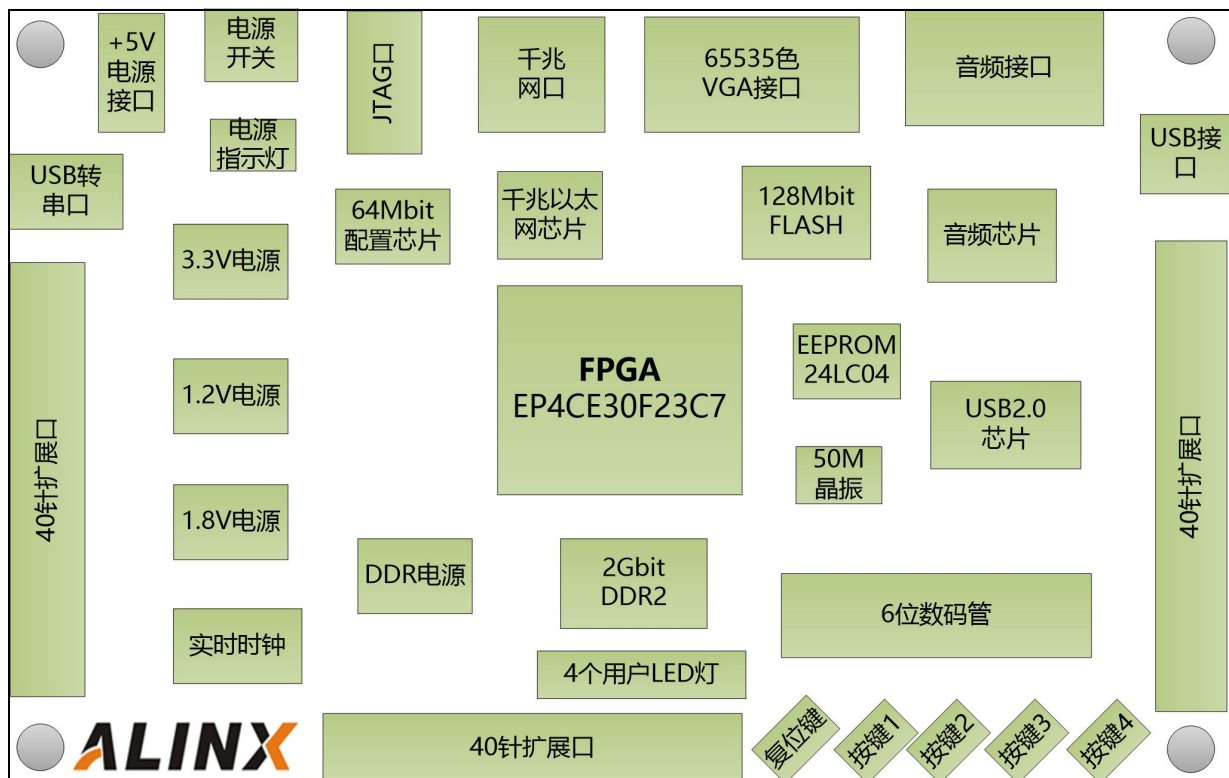 +5V
电源
接口
电源
开关
JTAG口
千兆
网口
65535色
VGA接口
音频接口
电源
指示灯
USB接
口
USB转
串口
64Mbit
配置芯片
千兆以太
网芯片
128Mbit
FLASH
音频芯片
3.3V电源
40针扩展口
FPGA
EP4CE30F23C7
EEPROM
24LC04
1.2V电源
USB2.0
芯片
50M
晶振
40针扩展口
1.8V电源
DDR电源
2Gbit
DDR2
6位数码管
实时时钟
4个用户LED灯
ALINX
40针扩展口
复位键
按键1
按键2
按键3
按键4